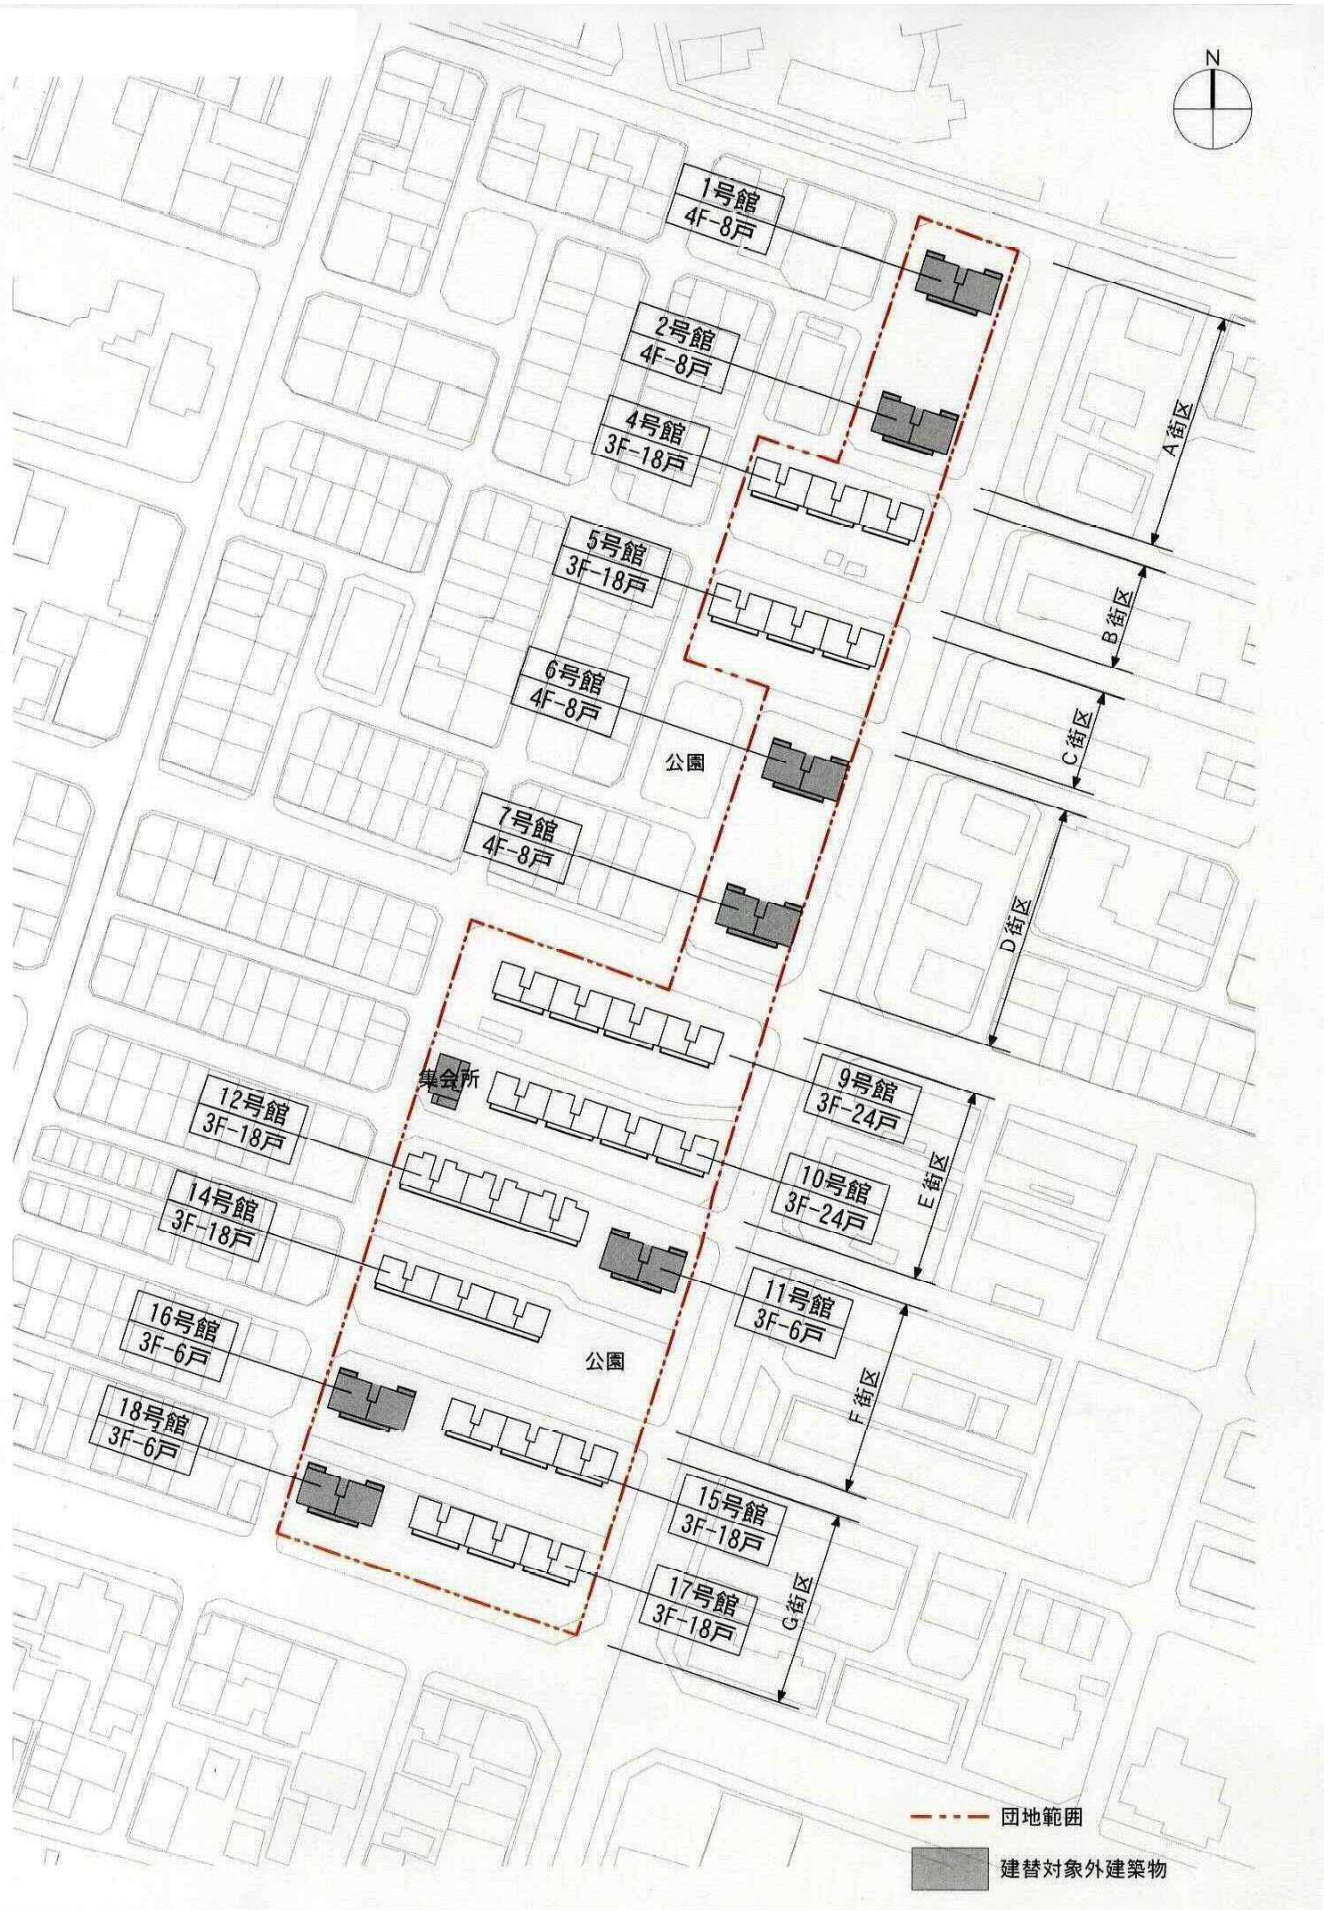 N
1号館
4F-8戸
2号館
4F-8戸
4号館
3F-18戸
5号館
3F-18戸
6号館
4F-8戸
公園
7号館
4F-8戸
A街区
B街区
C街区
D街区
集会所
9号館
3F-24戸
12号館
3F-18戸
10号館
3F-24戸
E街区
14号館
3F-18戸
11号館
3F-6戸
16号館
3F-6戸
公園
F街区
18号館
3F-6戸
15号館
3F-18戸
17号館
3F-18戸
G街区
団地範囲
建替対象外建築物